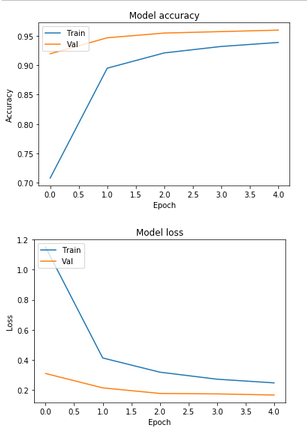 Model accuracy
Train
Val
0.95
0.90
0.85
0.80
0.75
0.70
Accuracy
0.0 0.5 1.0 1.5 2.0 2.5 3.0 3.5 4.0
Epoch
Model loss
Train
Val
1.2
1.0
0.8
0.6
0.4
0.2
Loss
0.0 0.5 1.0 1.5 2.0 2.5 3.0 3.5 4.0
Epoch